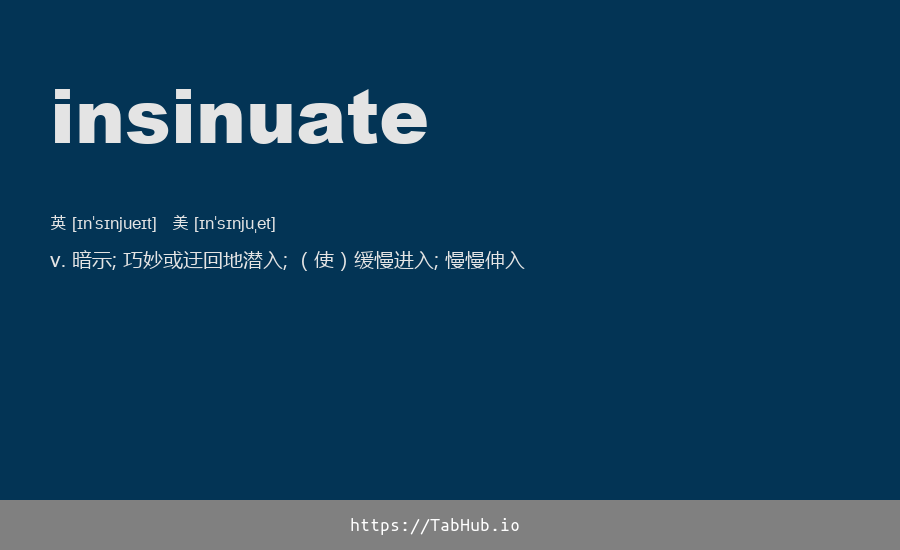 insinuate
英 [ɪnˈsɪnjueɪt] 美 [ɪnˈsɪnjuˌet]
v. 暗示; 巧妙或迂回地潜入; （使）缓慢进入; 慢慢伸入
https://TabHub.io